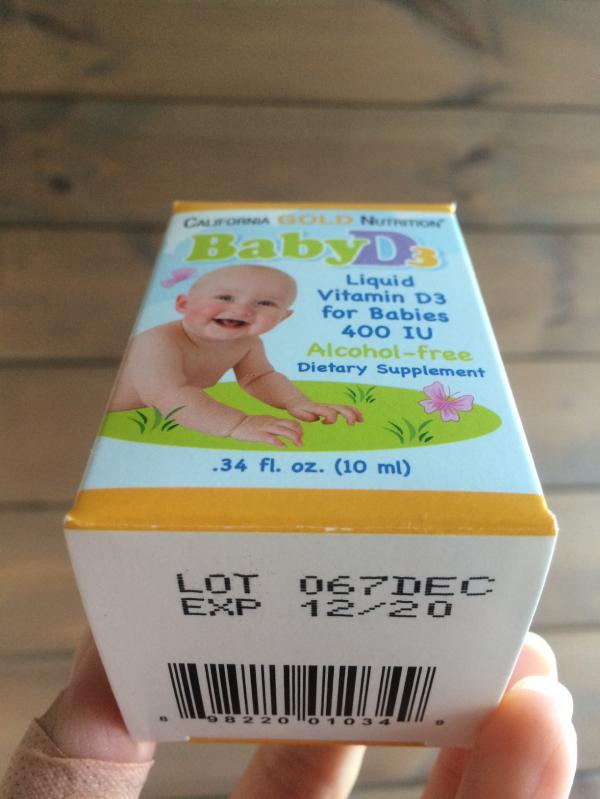 CALIFORNIA GOLD NUTRITION®
BabyD3
Liquid
Vitamin D3
for Babies
400 IU
Alcohol-free
Dietary Supplement
.34 fl. oz. (10 ml)
LOT 067DEC
EXP 12/20
8 98220 01034 9